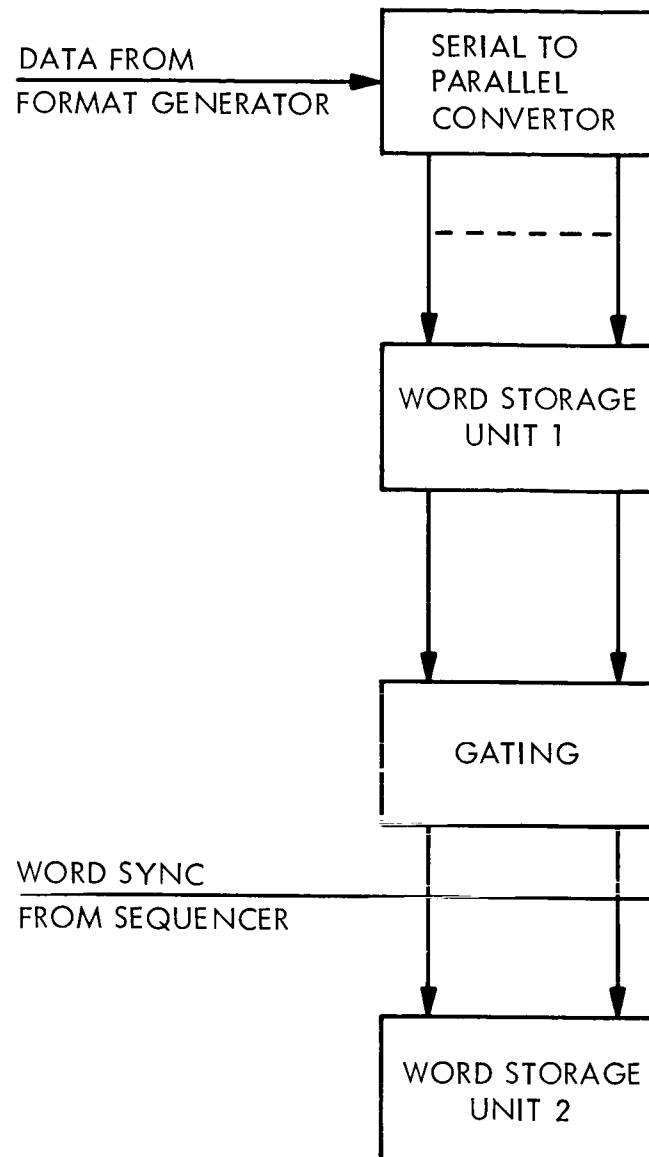 DATA FROM
FORMAT GENERATOR
SERIAL TO
PARALLEL
CONVERTOR
WORD STORAGE
UNIT 1
GATING
WORD SYNC
FROM SEQUENCER
WORD STORAGE
UNIT 2